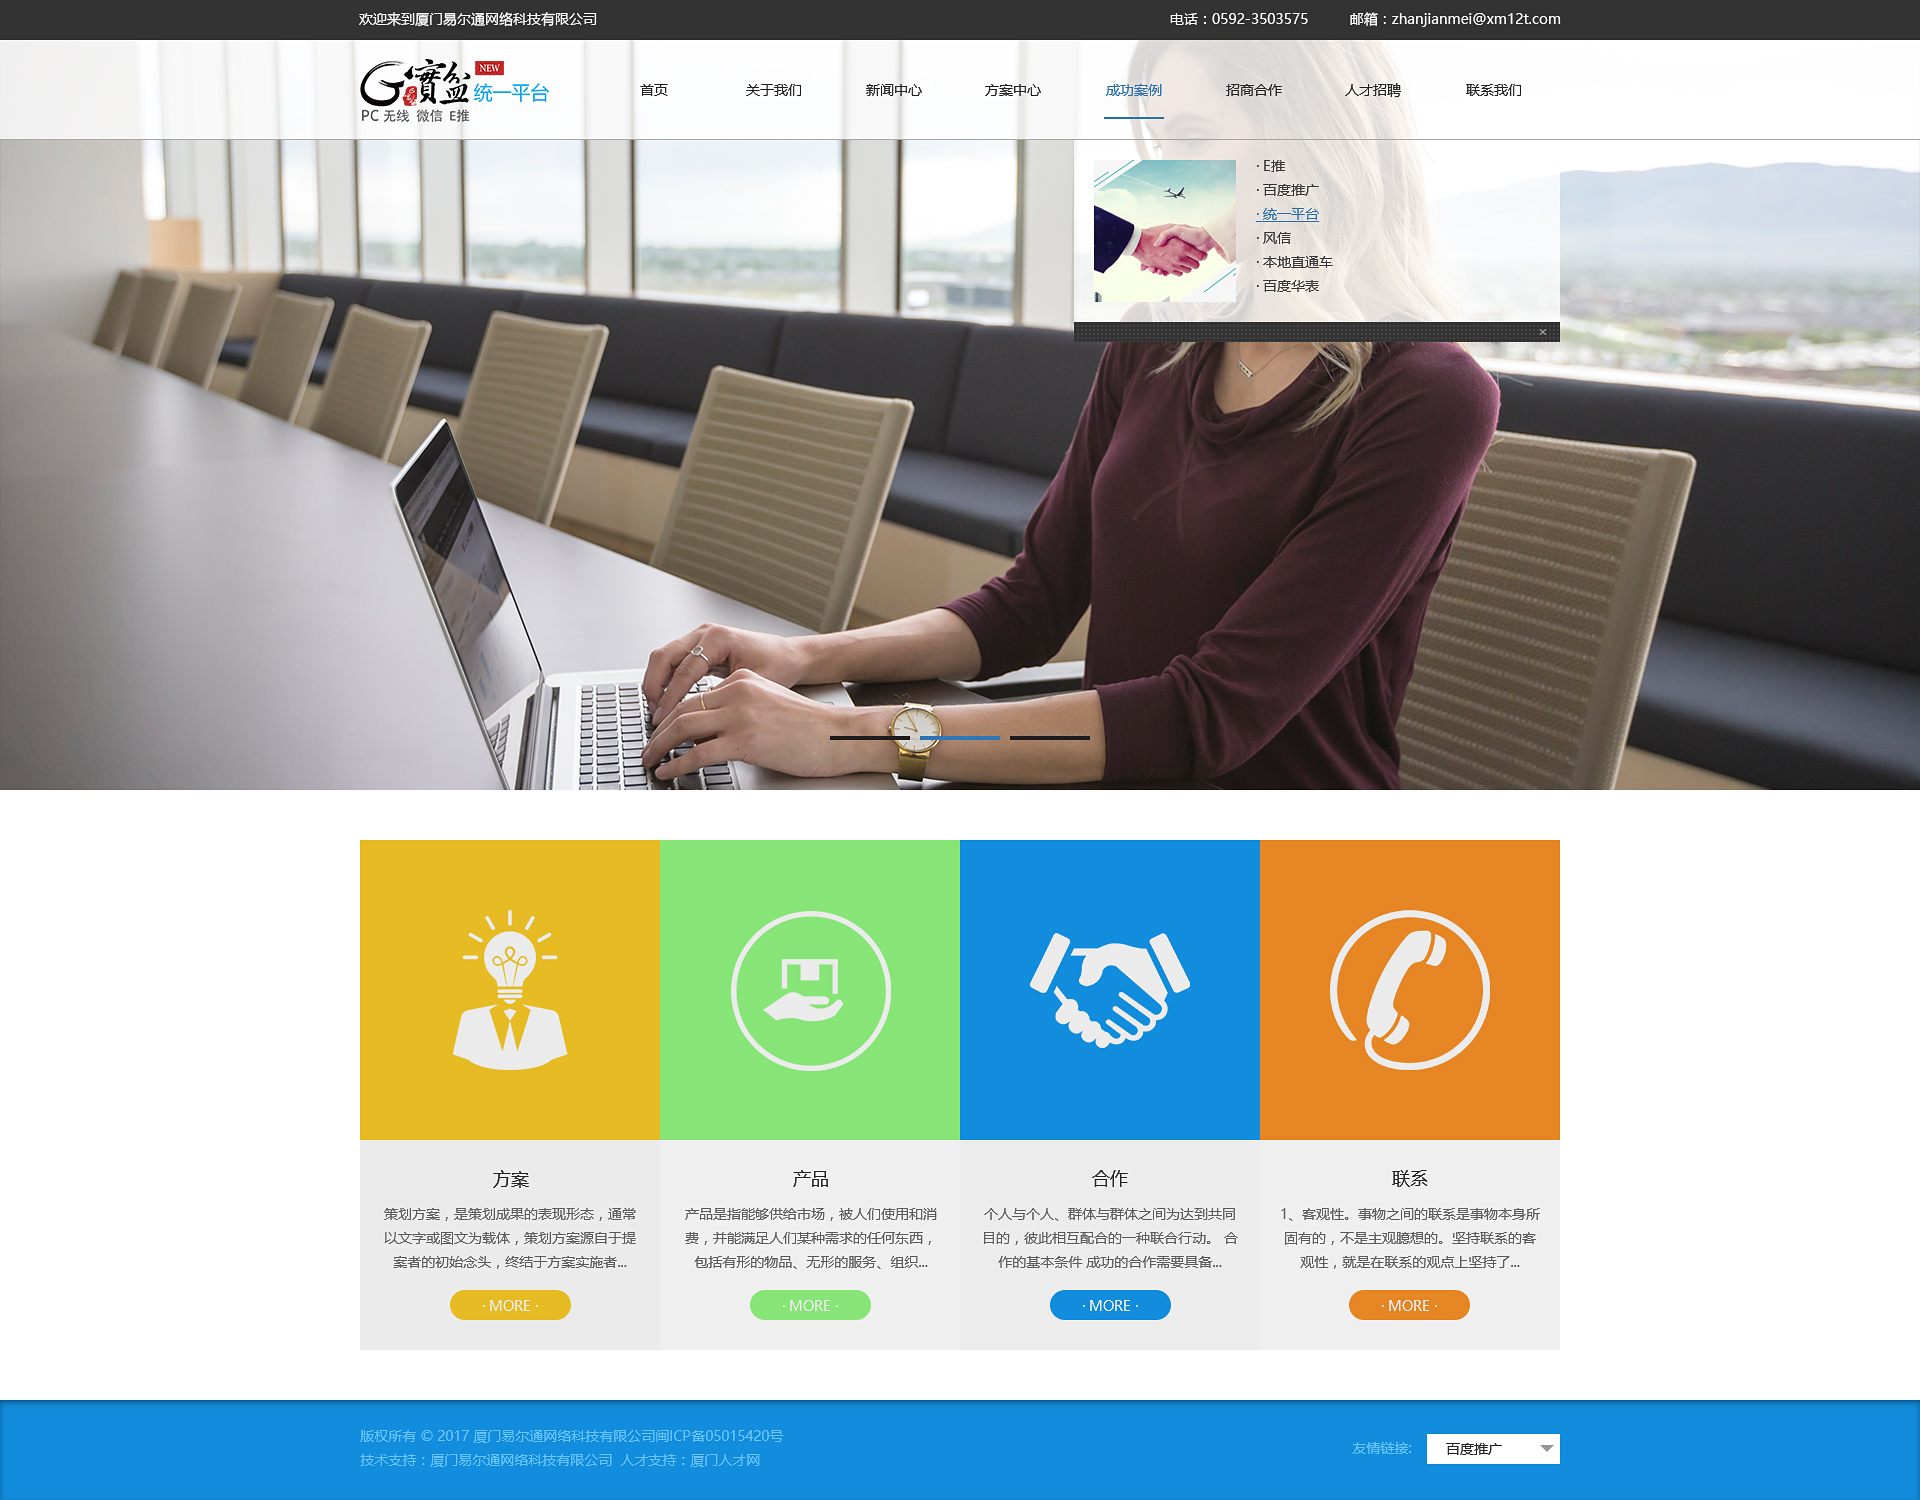 欢迎来到厦门易尔通网络科技有限公司
电话：0592-3503575 邮箱：zhanjianmei@xm12t.com
G寶盆 NEW 统一平台
PC 无线 微信 E推
首页 关于我们 新闻中心 方案中心 成功案例 招商合作 人才招聘 联系我们
· E推
· 百度推广
· 统一平台
· 风信
· 本地直通车
· 百度华表
×
方案
策划方案，是策划成果的表现形态，通常
以文字或图文为载体，策划方案源自于提
案者的初始念头，终结于方案实施者...
· MORE ·
产品
产品是指能够供给市场，被人们使用和消
费，并能满足人们某种需求的任何东西，
包括有形的物品、无形的服务、组织...
· MORE ·
合作
个人与个人、群体与群体之间为达到共同
目的，彼此相互配合的一种联合行动。 合
作的基本条件 成功的合作需要具备...
· MORE ·
联系
1、客观性。事物之间的联系是事物本身所
固有的，不是主观臆想的。坚持联系的客
观性，就是在联系的观点上坚持了...
· MORE ·
版权所有 © 2017 厦门易尔通网络科技有限公司闽ICP备05015420号
技术支持：厦门易尔通网络科技有限公司 人才支持：厦门人才网
友情链接: 百度推广